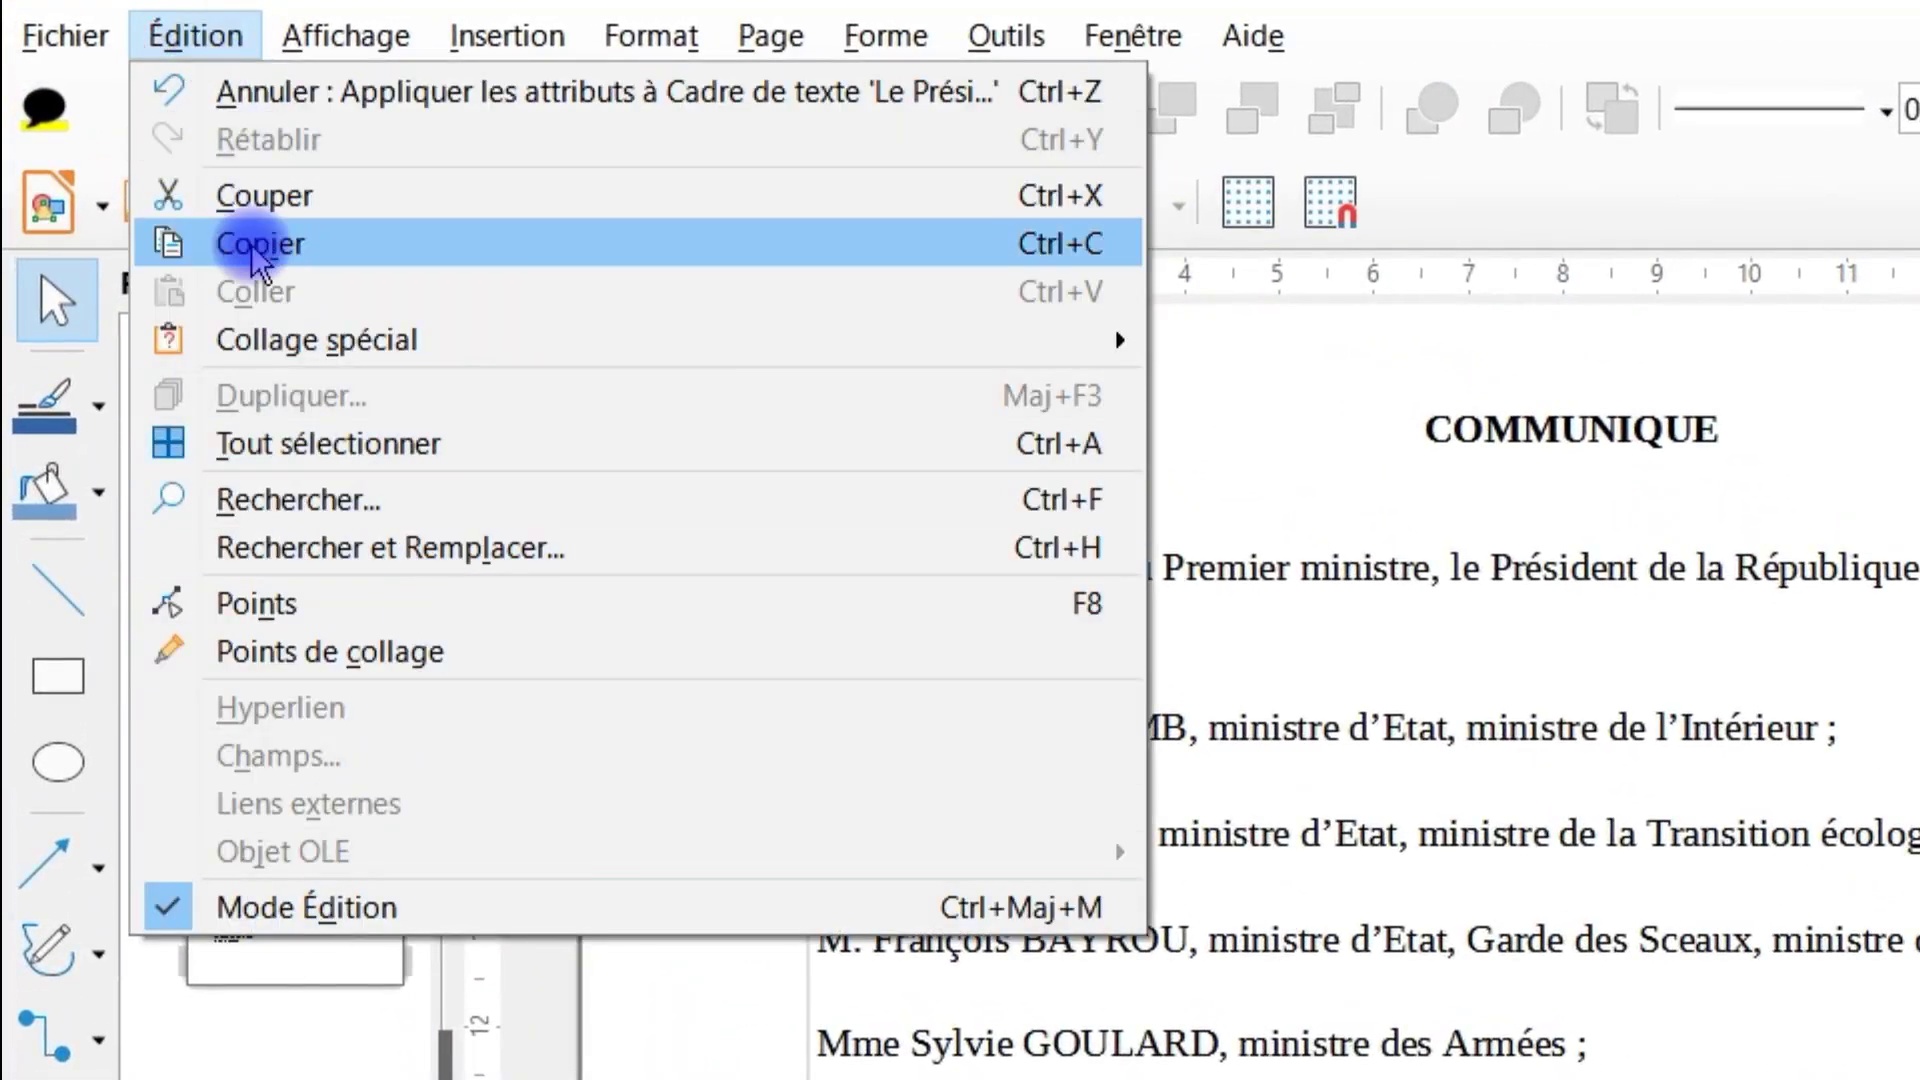 Fichier Édition Affichage Insertion Format Page Forme Outils Fenêtre Aide
Annuler : Appliquer les attributs à Cadre de texte 'Le Prési...' Ctrl+Z
Rétablir Ctrl+Y
Couper Ctrl+X
Copier Ctrl+C
Coller Ctrl+V
Collage spécial
Dupliquer... Maj+F3
Tout sélectionner Ctrl+A
Rechercher... Ctrl+F
Rechercher et Remplacer... Ctrl+H
Points F8
Points de collage
Hyperlien
Champs...
Liens externes
Objet OLE
Mode Édition Ctrl+Maj+M
0
4 5 6 7 8 9 10 11
COMMUNIQUE
Premier ministre, le Président de la République
MB, ministre d’Etat, ministre de l’Intérieur ;
ministre d’Etat, ministre de la Transition écolog
M. François BAYROU, ministre d’Etat, Garde des Sceaux, ministre
Mme Sylvie GOULARD, ministre des Armées ;
12